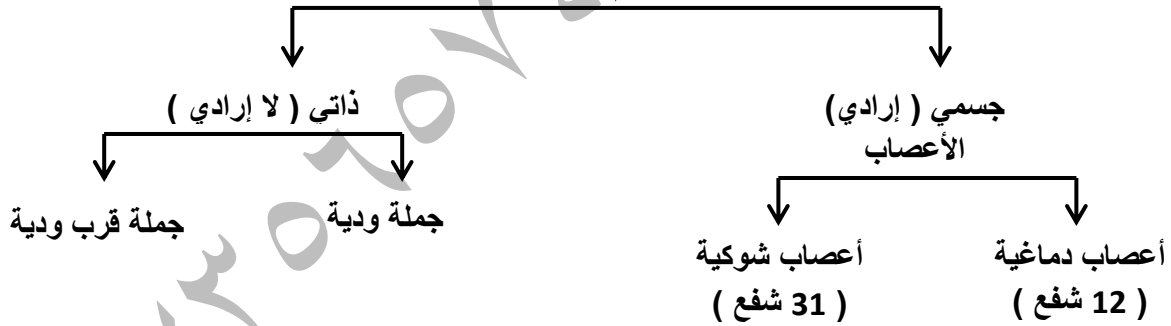 جسمي ( إرادي)
الأعصاب
ذاتي ( لا إرادي )
أعصاب دماغية
( 12 شفع )
أعصاب شوكية
( 31 شفع )
جملة ودية
جملة قرب ودية